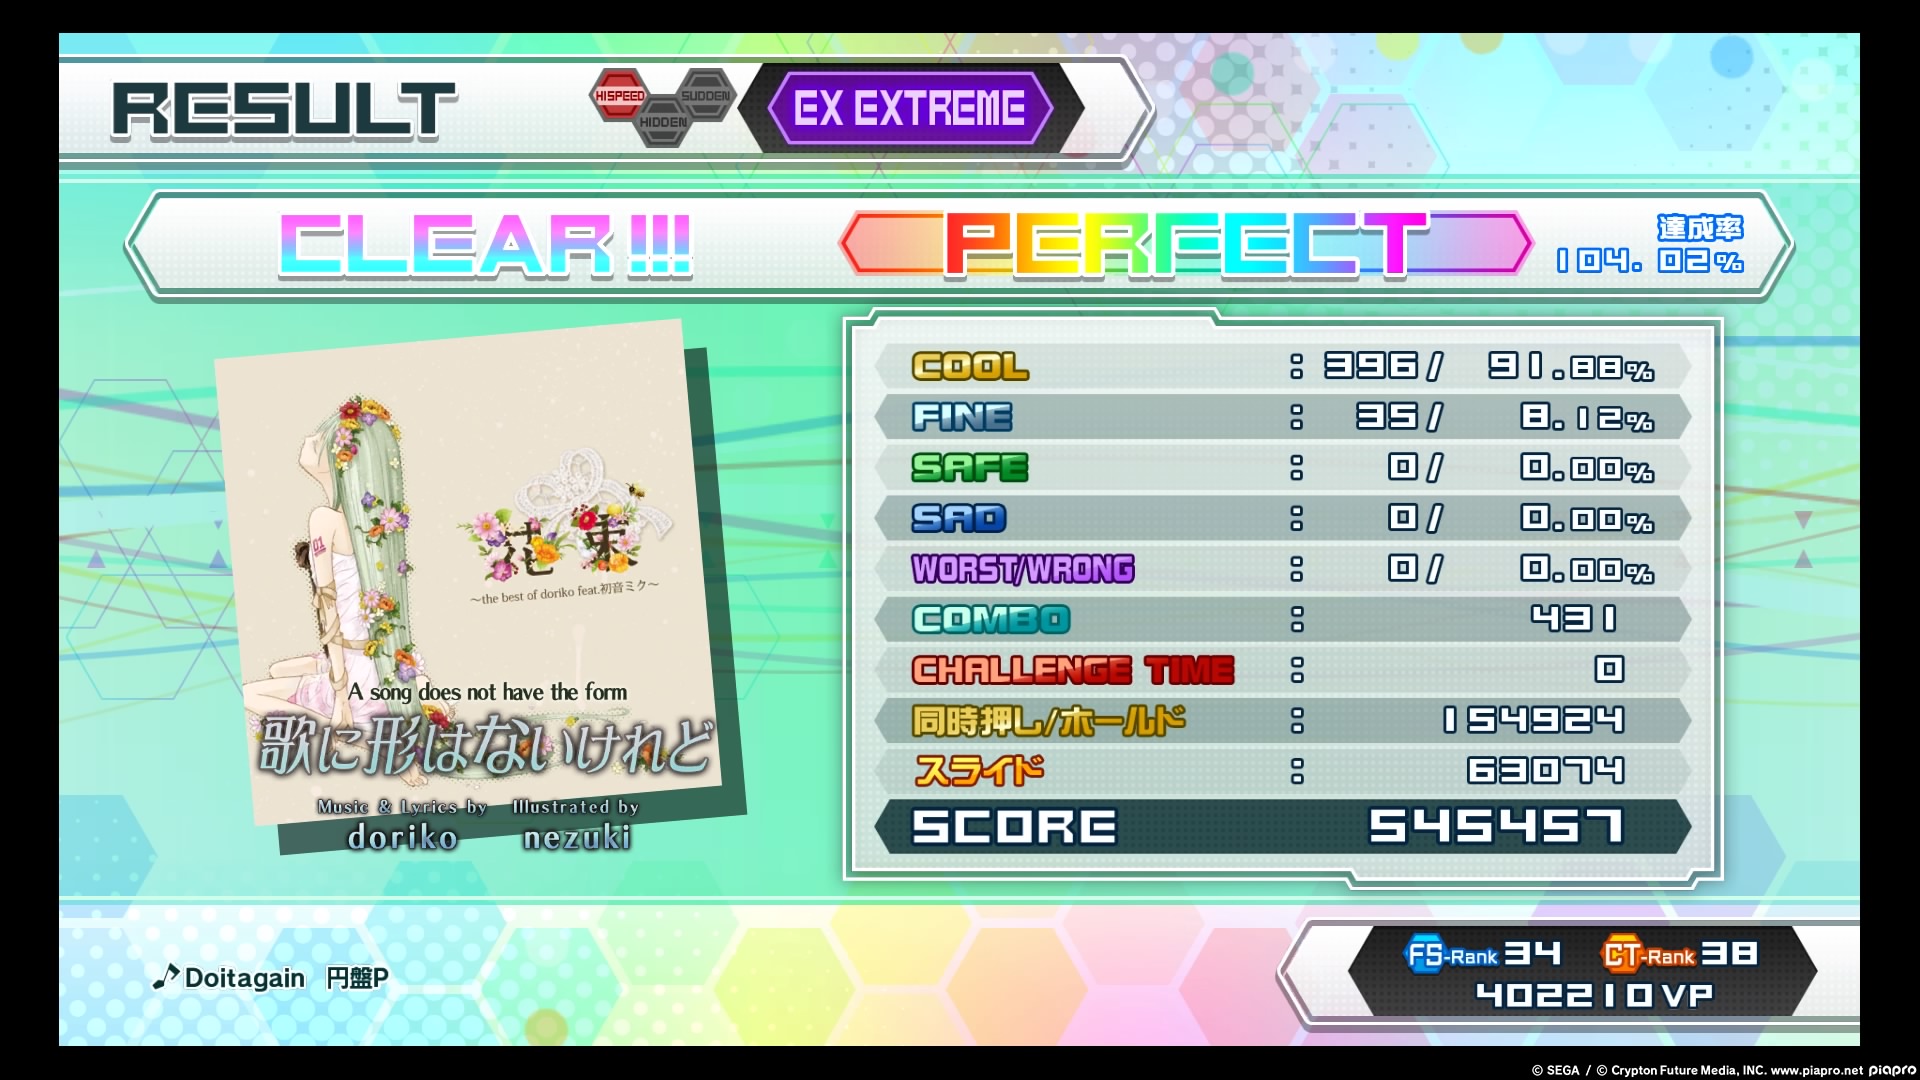 RESULT
HISPEED
HIDDEN
SUDDEN
EX EXTREME
CLEAR!!!
PERFECT
達成率
104.02%
COOL : 396/ 91.88%
FINE : 35/ 8.12%
SAFE : 0/ 0.00%
SAD : 0/ 0.00%
WORST/WRONG : 0/ 0.00%
COMBO : 431
CHALLENGE TIME : 0
同時押し/ホールド : 154924
スライド : 63074
SCORE 545457
01
花束
～the best of doriko feat.初音ミク～
A song does not have the form
歌に形はないけれど
Music & Lyrics by Illustrated by
doriko nezuki
♪Doitagain 円盤P
FS-Rank 34 CT-Rank 38
402210VP
© SEGA / © Crypton Future Media, INC. www.piapro.net piapro